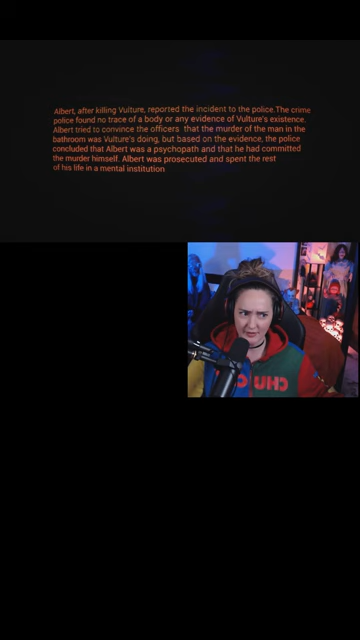 Albert, after killing Vulture, reported the incident to the police.The crime
police found no trace of a body or any evidence of Vulture's existence.
Albert tried to convince the officers that the murder of the man in the
bathroom was Vulture's doing, but based on the evidence, the police
concluded that Albert was a psychopath and that he had committed
the murder himself. Albert was prosecuted and spent the rest
of his life in a mental institution